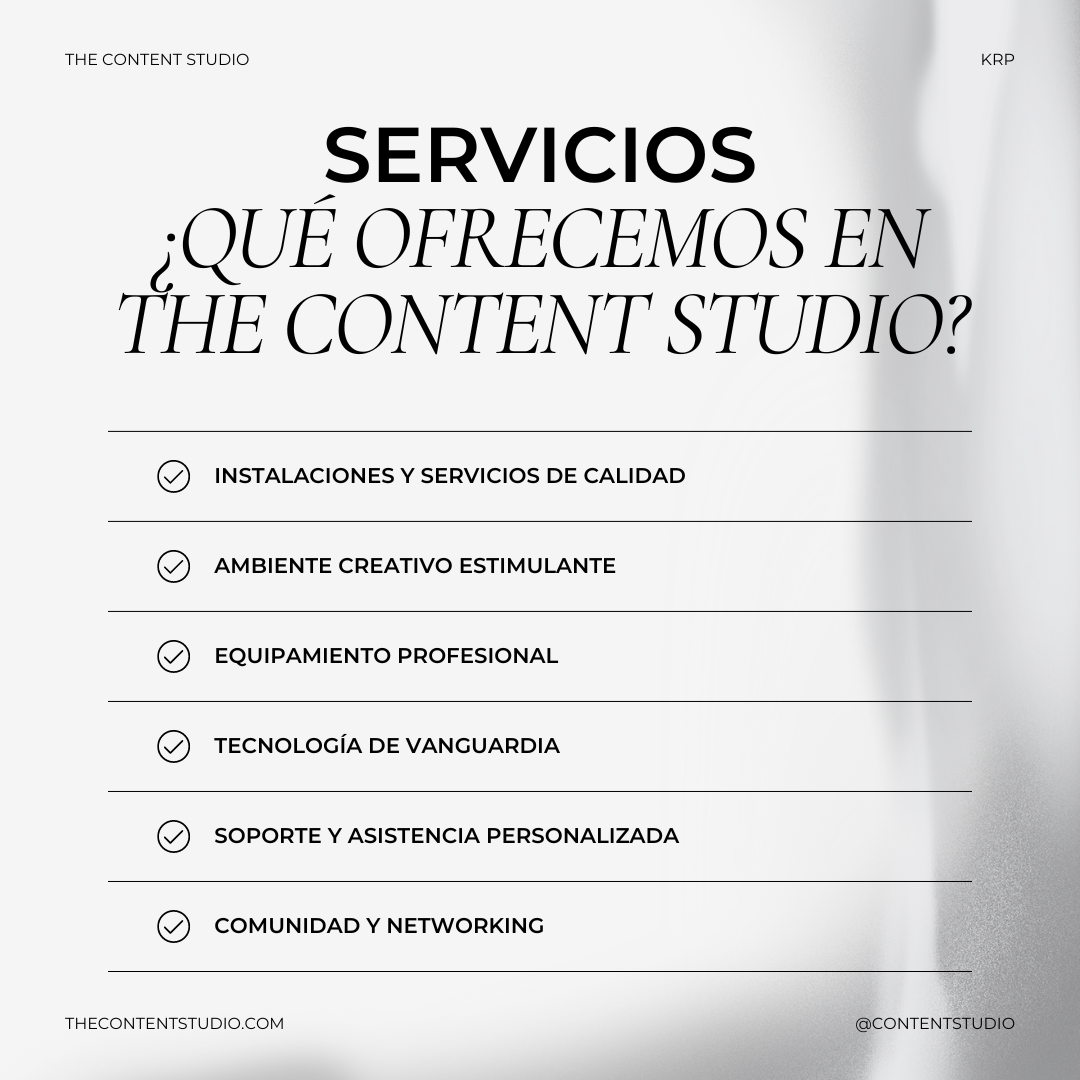 THE CONTENT STUDIO
KRP
SERVICIOS
¿QUÉ OFRECEMOS EN
THE CONTENT STUDIO?
INSTALACIONES Y SERVICIOS DE CALIDAD
AMBIENTE CREATIVO ESTIMULANTE
EQUIPAMIENTO PROFESIONAL
TECNOLOGÍA DE VANGUARDIA
SOPORTE Y ASISTENCIA PERSONALIZADA
COMUNIDAD Y NETWORKING
THECONTENTSTUDIO.COM
@CONTENTSTUDIO